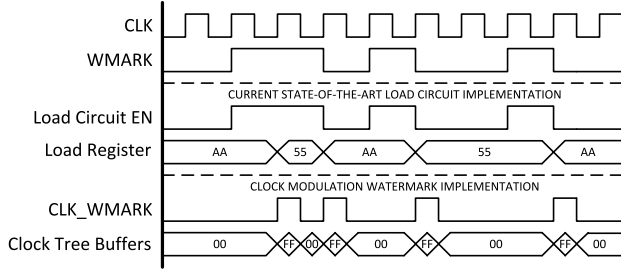 CLK
WMARK
CURRENT STATE-OF-THE-ART LOAD CIRCUIT IMPLEMENTATION
Load Circuit EN
Load Register AA 55 AA 55 AA
CLOCK MODULATION WATERMARK IMPLEMENTATION
CLK_WMARK
Clock Tree Buffers 00 FF 00 FF 00 FF 00 FF 00